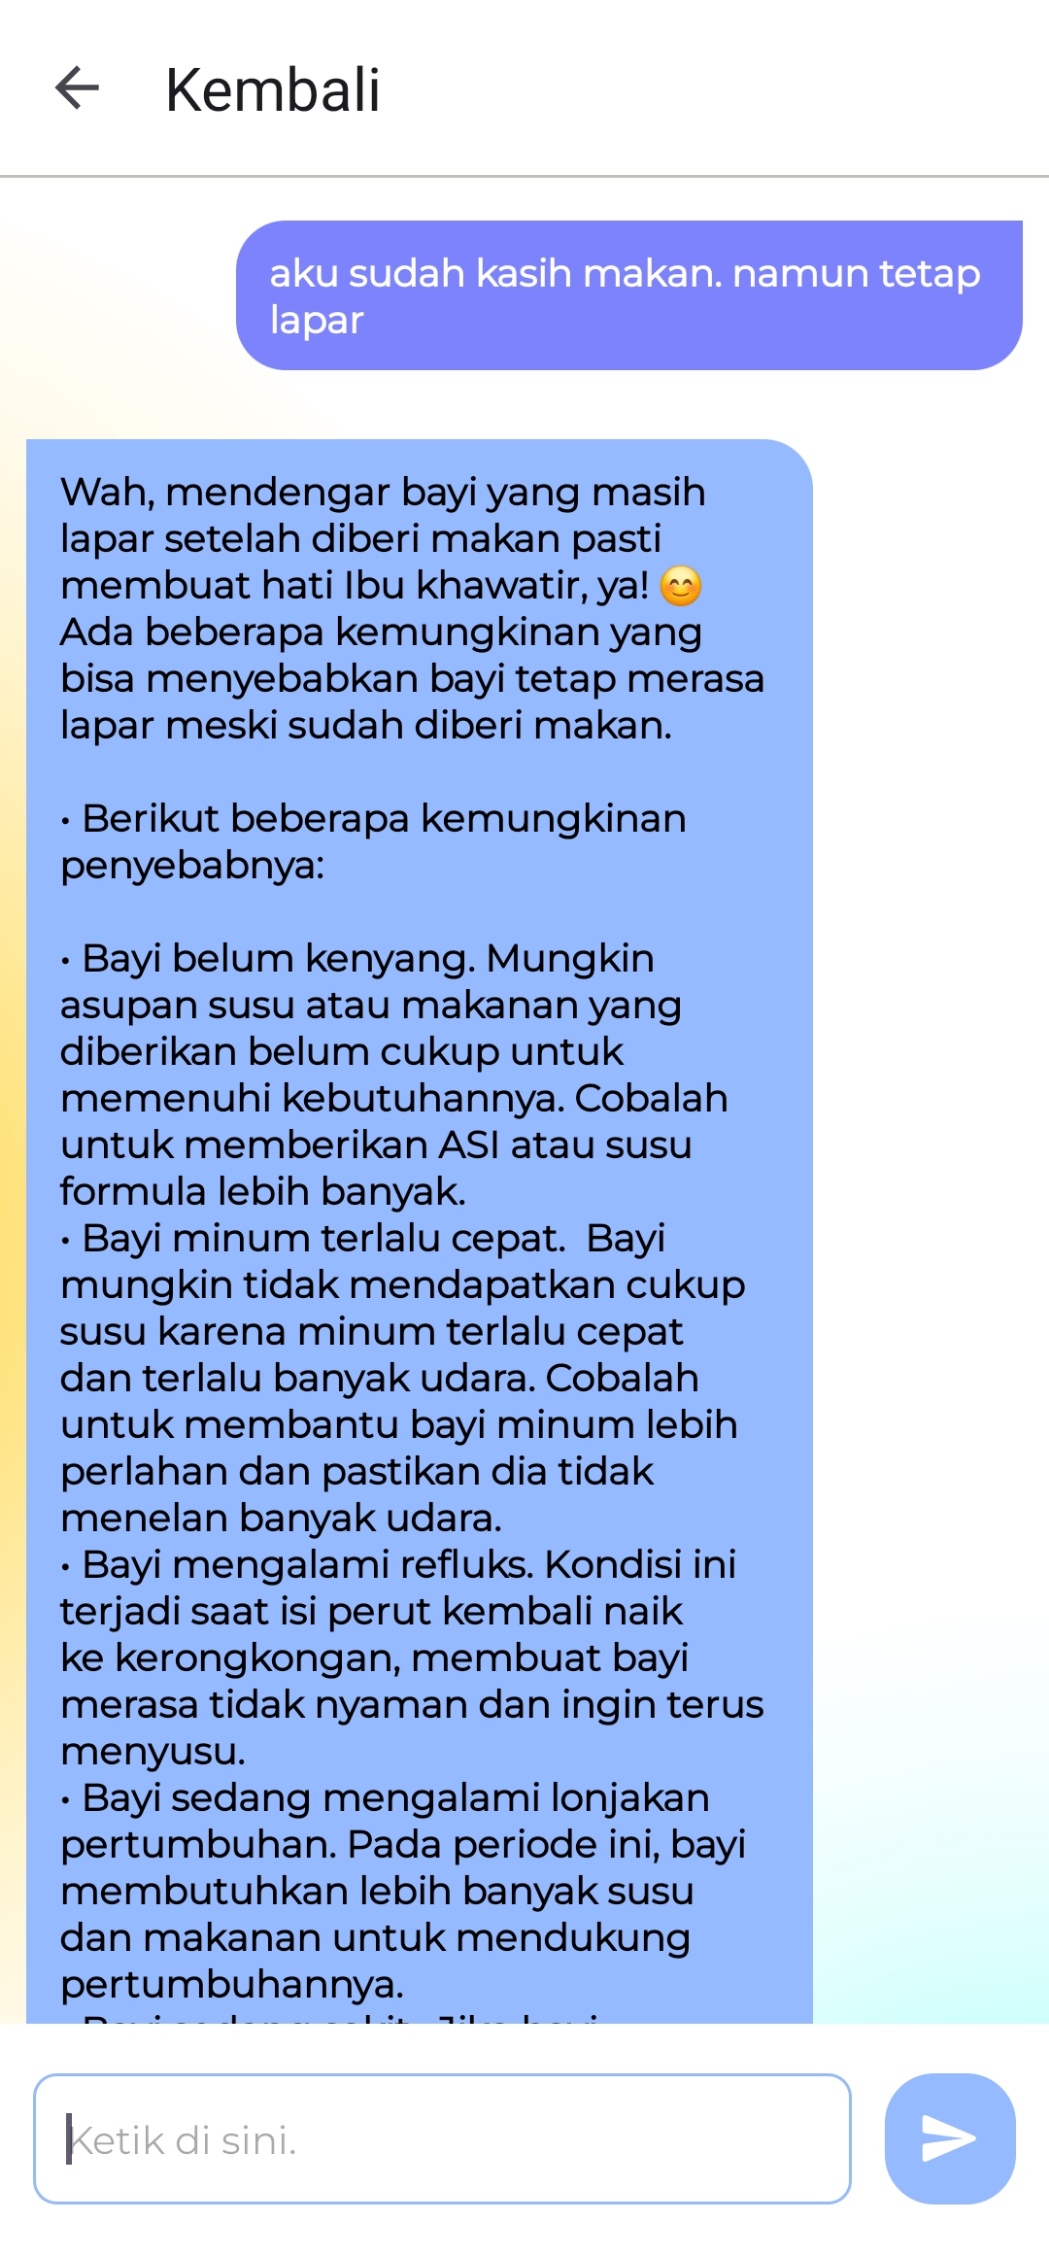 Kembali
aku sudah kasih makan. namun tetap
lapar
Wah, mendengar bayi yang masih
lapar setelah diberi makan pasti
membuat hati Ibu khawatir, ya! 😊
Ada beberapa kemungkinan yang
bisa menyebabkan bayi tetap merasa
lapar meski sudah diberi makan.
• Berikut beberapa kemungkinan
penyebabnya:
• Bayi belum kenyang. Mungkin
asupan susu atau makanan yang
diberikan belum cukup untuk
memenuhi kebutuhannya. Cobalah
untuk memberikan ASI atau susu
formula lebih banyak.
• Bayi minum terlalu cepat.  Bayi
mungkin tidak mendapatkan cukup
susu karena minum terlalu cepat
dan terlalu banyak udara. Cobalah
untuk membantu bayi minum lebih
perlahan dan pastikan dia tidak
menelan banyak udara.
• Bayi mengalami refluks. Kondisi ini
terjadi saat isi perut kembali naik
ke kerongkongan, membuat bayi
merasa tidak nyaman dan ingin terus
menyusu.
• Bayi sedang mengalami lonjakan
pertumbuhan. Pada periode ini, bayi
membutuhkan lebih banyak susu
dan makanan untuk mendukung
pertumbuhannya.
Bayi sedang sakit. Jika bayi
Ketik di sini.